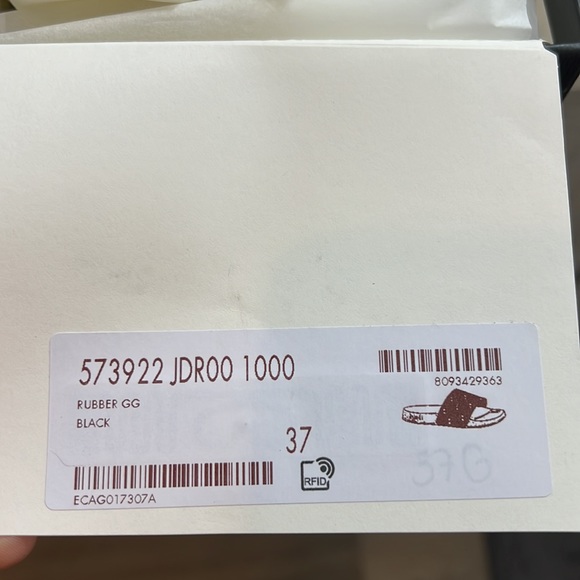 573922 JDR00 1000
8093429363
RUBBER GG
BLACK
37
RFID
ECAG017307A